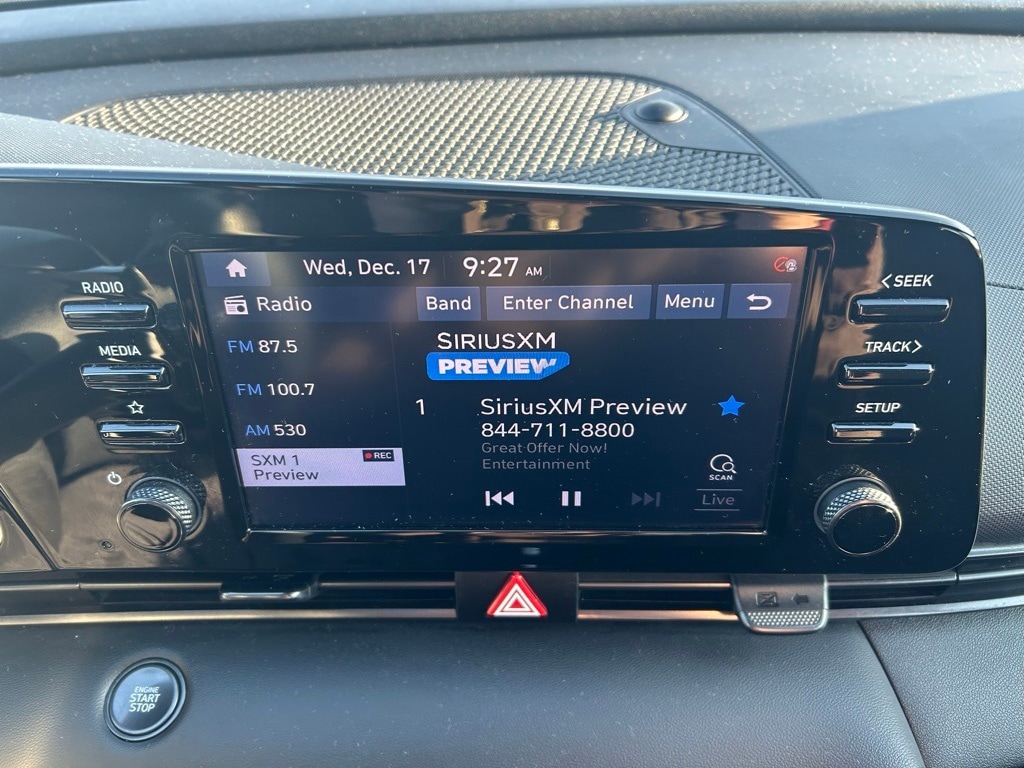 Wed, Dec. 17 9:27 AM
RADIO
Radio
Band
Enter Channel
Menu
< SEEK
FM 87.5
SIRIUSXM
PREVIEW
MEDIA
TRACK >
FM 100.7
1
SiriusXM Preview
SETUP
AM 530
844-711-8800
Great Offer Now!
Entertainment
SXM 1
Preview
REC
SCAN
Live
ENGINE
START
STOP